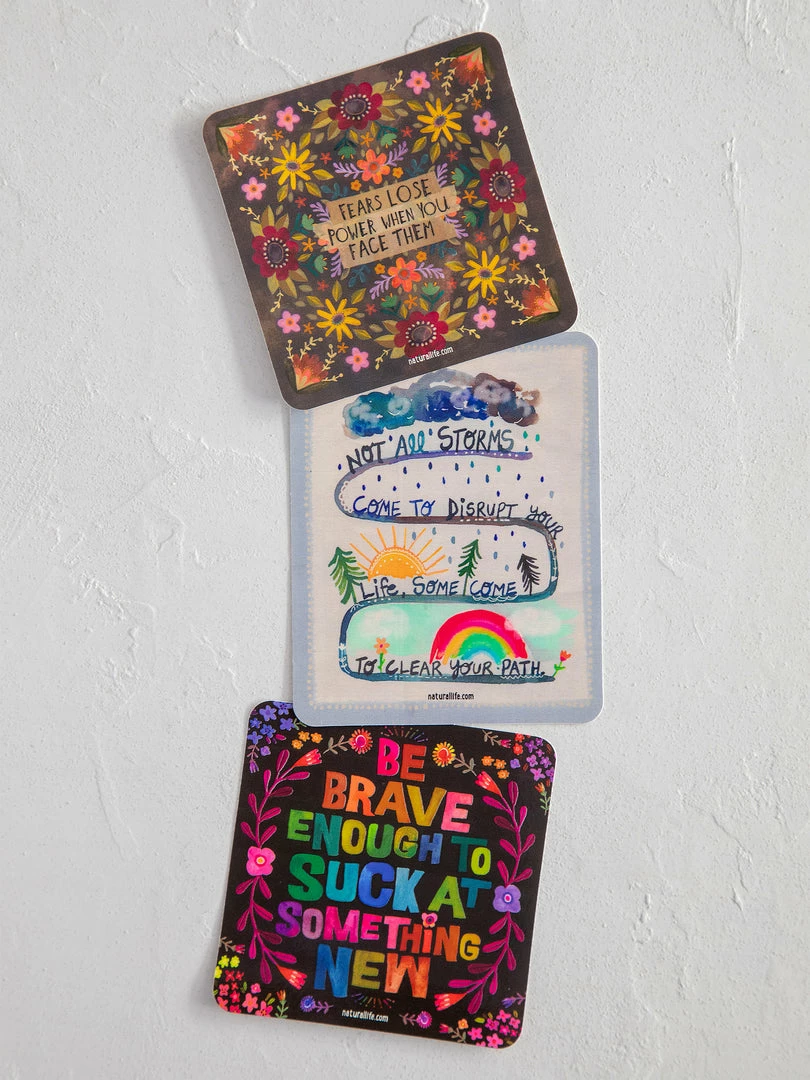 FEARS LOSE
POWER WHEN YOU
FACE THEM
naturallife.com
NOT All STORMS
COME TO DiSRUPT YOUR
Life, SOME COME
TO CLEAR YOUR PATH.
naturallife.com
BE
BRAVE
ENOUGH TO
SUCK AT
SOMETHiNG
NEW
naturallife.com